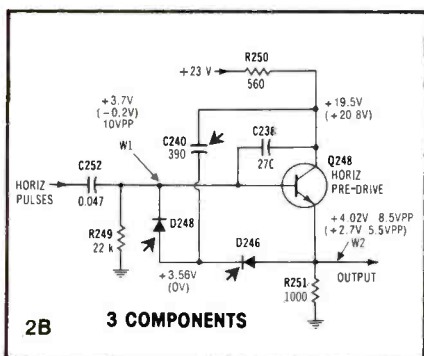 R250
+23 V
560
+19.5V
(+20.8V)
+3.7V
(−0.2V)
10VPP
C240
390
C238
27C
Q248
HORIZ
PRE-DRIVE
W1
C252
HORIZ
PULSES
0.047
D248
D246
+4.02V 8.5VPP
(+2.7V 5.5VPP)
W2
R249
22 k
+3.56V
(0V)
OUTPUT
R251
1000
2B
3 COMPONENTS